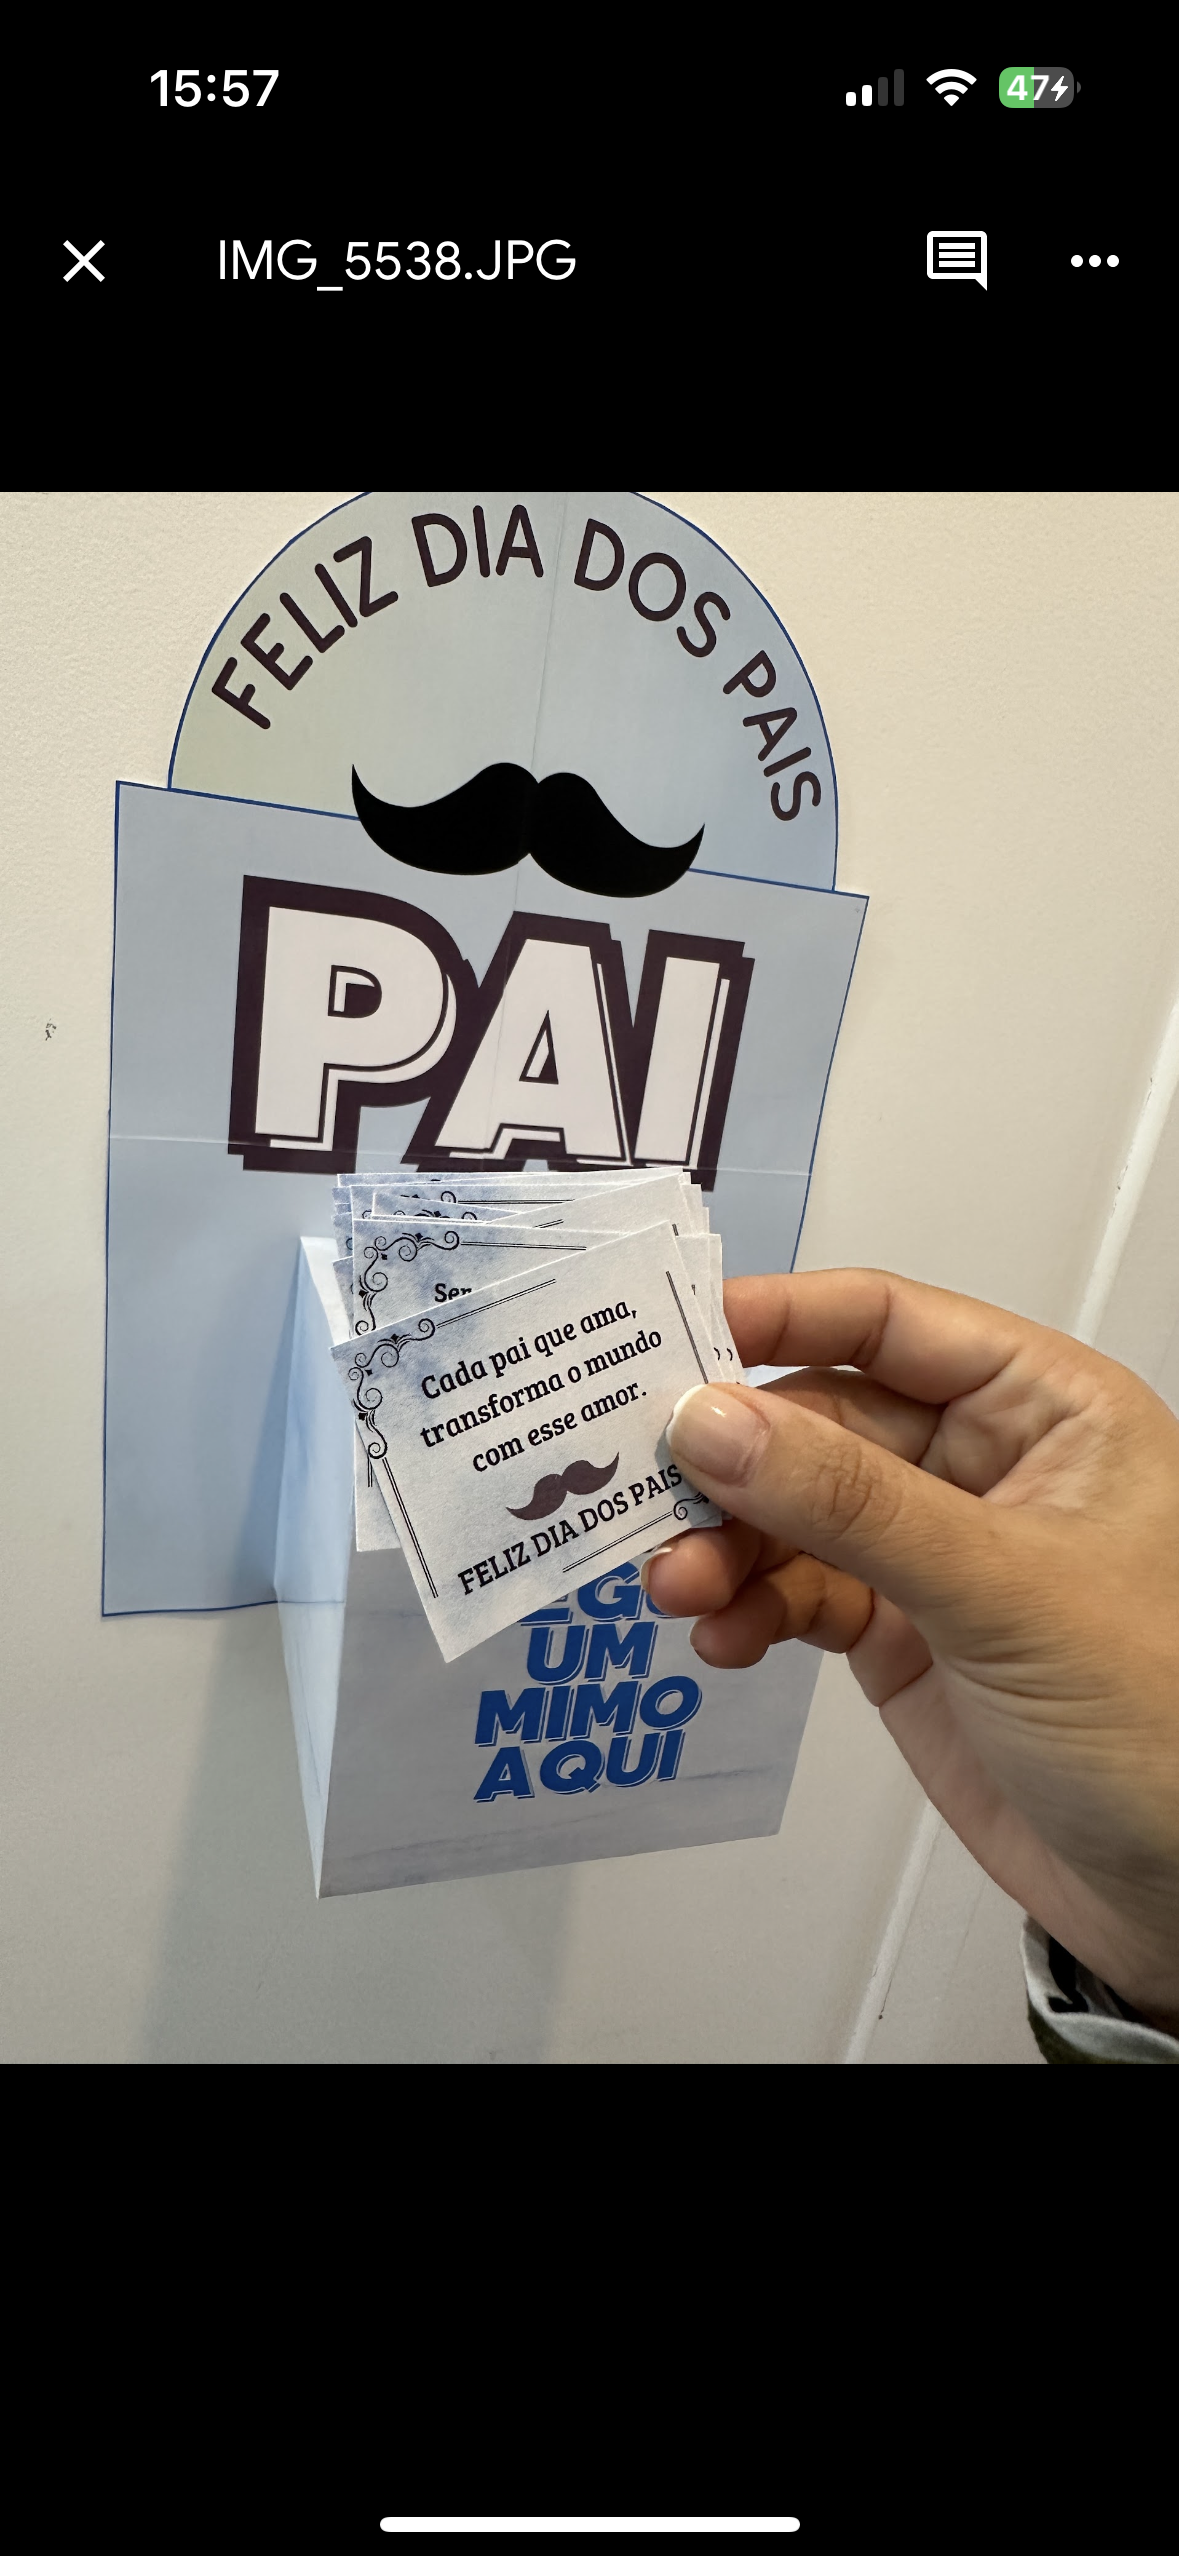 15:57
47
IMG_5538.JPG
FELIZ DIA DOS PAIS
PAI
Cada pai que ama,
transforma o mundo
com esse amor.
FELIZ DIA DOS PAIS
UM
MIMO
AQUI